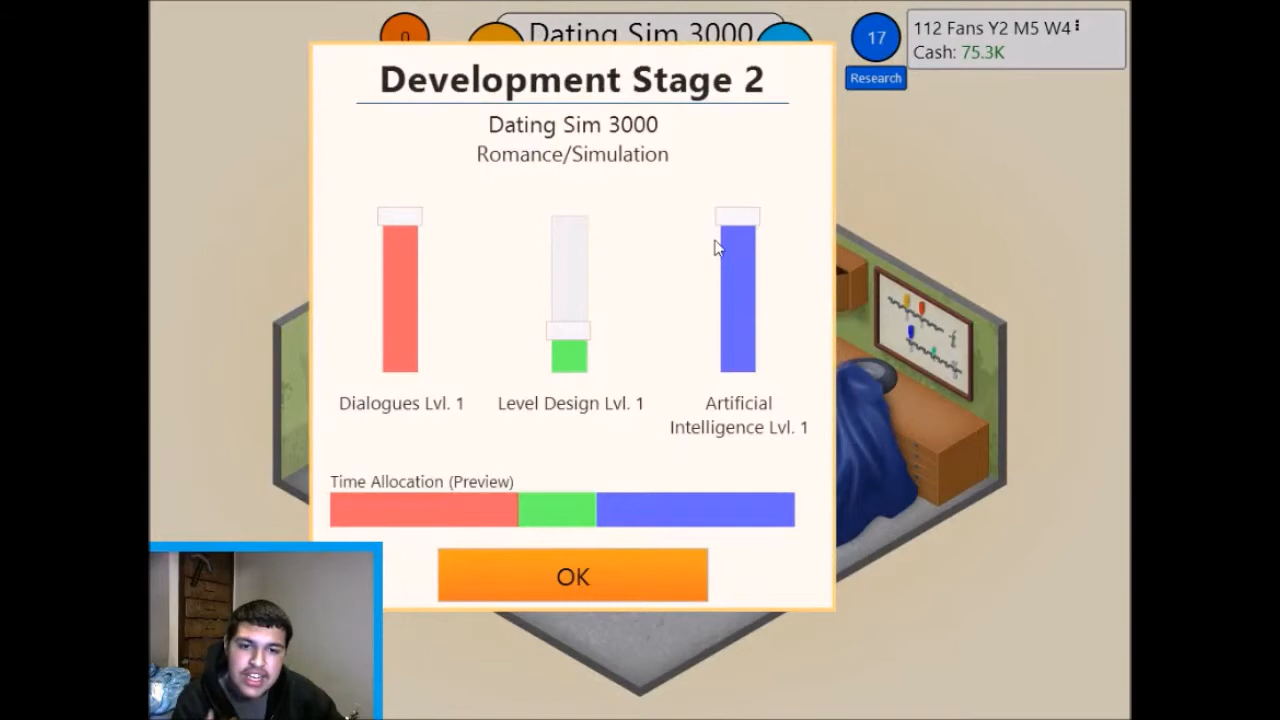 0
Dating Sim 3000
17
112 Fans Y2 M5 W4
Cash: 75.3K
Research
Development Stage 2
Dating Sim 3000
Romance/Simulation
Dialogues Lvl. 1
Level Design Lvl. 1
Artificial
Intelligence Lvl. 1
Time Allocation (Preview)
OK